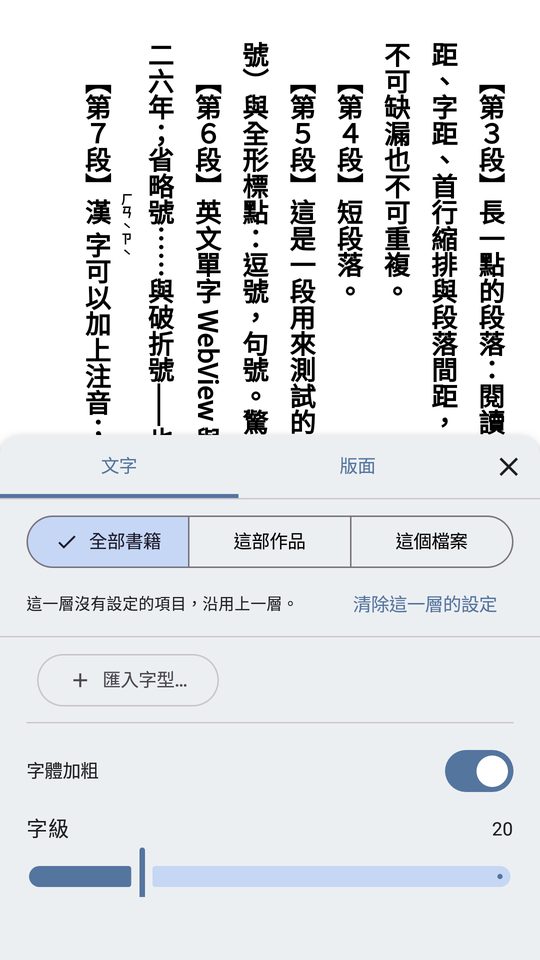 【第3段】長一點的段落：閱讀
距、字距、首行縮排與段落間距，
不可缺漏也不可重複。
【第4段】短段落。
【第5段】這是一段用來測試的
號）與全形標點：逗號，句號。驚
【第6段】英文單字 WebView 與
二六年；省略號……與破折號——也
ㄏㄢˋㄗˋ
【第7段】漢字可以加上注音；
文字
版面
全部書籍
這部作品
這個檔案
這一層沒有設定的項目，沿用上一層。
清除這一層的設定
匯入字型…
字體加粗
字級
20